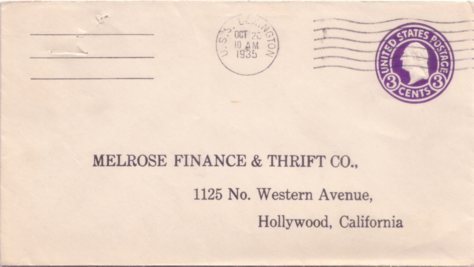 U.S.S. LEXINGTON
OCT 26
10 AM
1935
UNITED STATES POSTAGE
3 CENTS 3
MELROSE FINANCE & THRIFT CO.,
1125 No. Western Avenue,
Hollywood, California